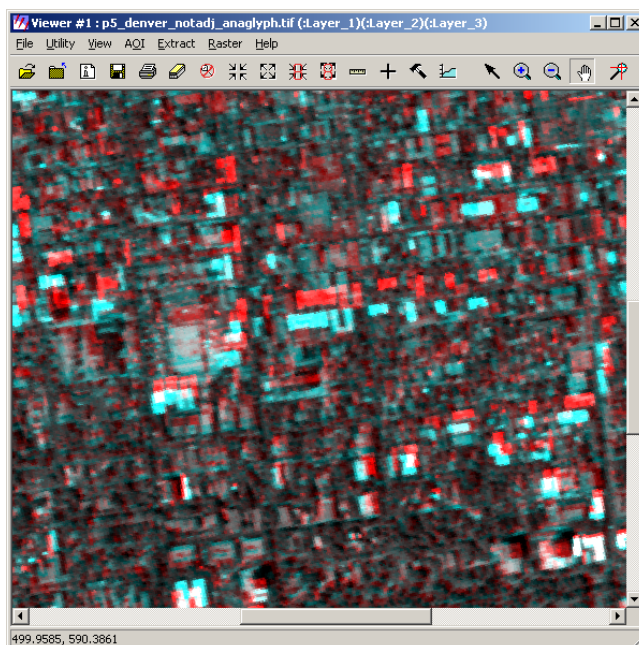 Viewer #1 : p5_denver_notadj_anaglyph.tif (:Layer_1)(:Layer_2)(:Layer_3)
File Utility View AOI Extract Raster Help
499.9585, 590.3861